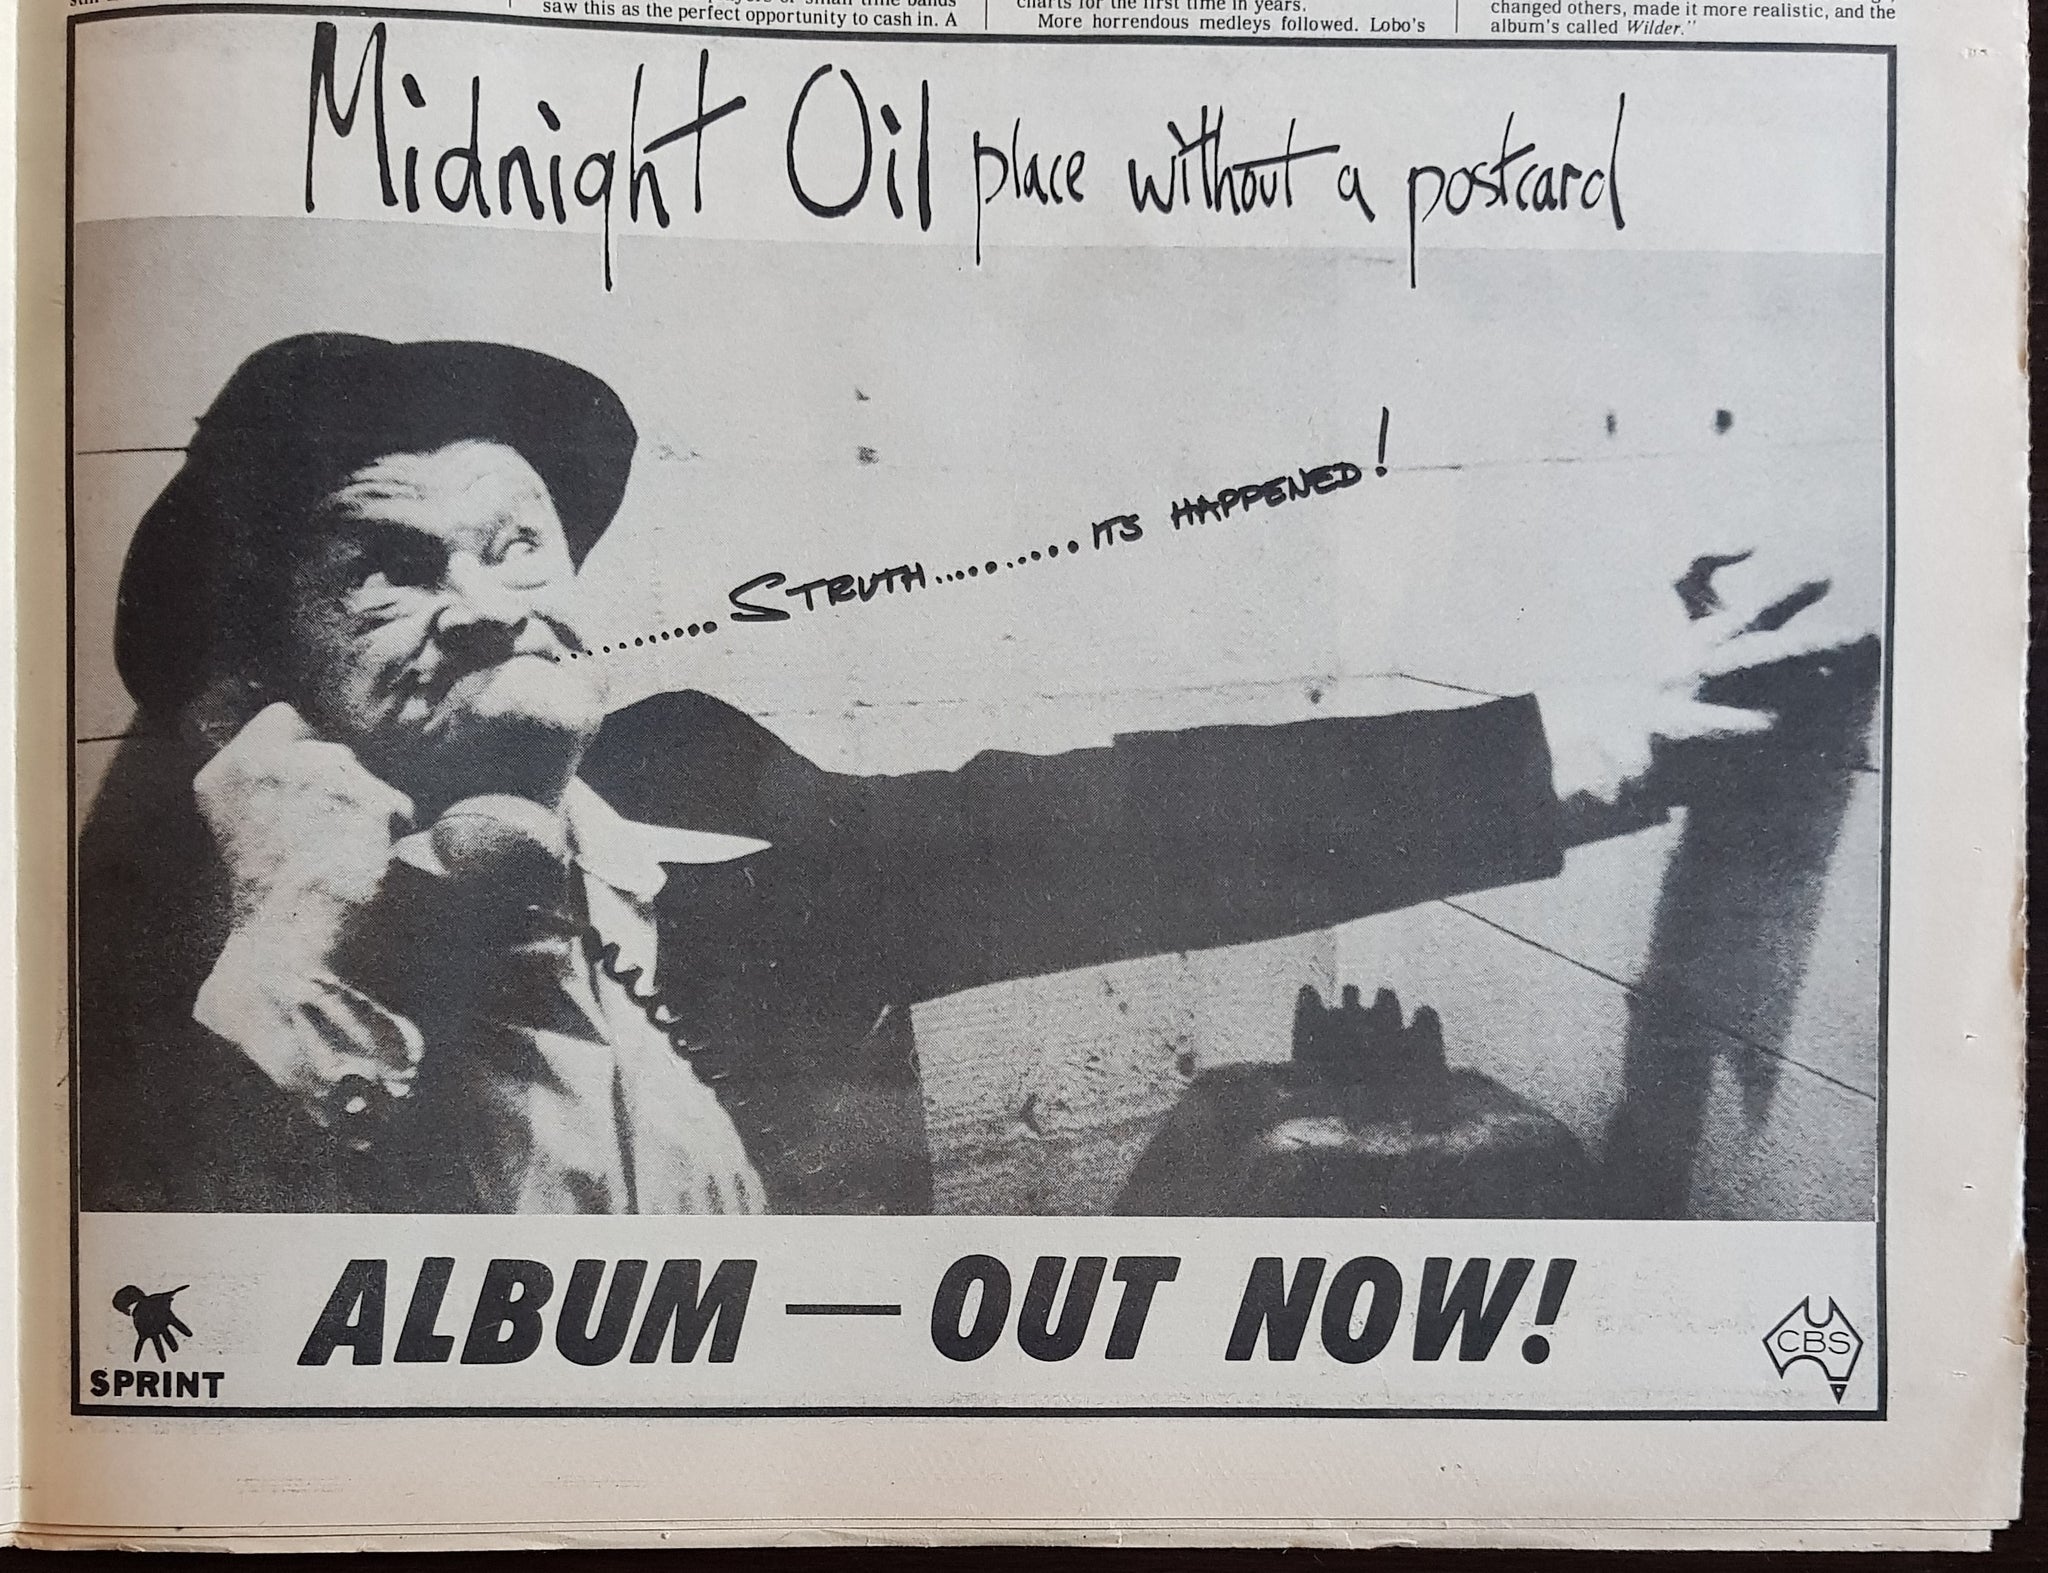 saw this as the perfect opportunity to cash in. A
charts for the first time in years.
More horrendous medleys followed. Lobo's
changed others, made it more realistic, and the
album's called Wilder."
Midnight Oil place without a postcard
..........STRUTH..........ITS HAPPENED!
ALBUM — OUT NOW!
SPRINT
CBS